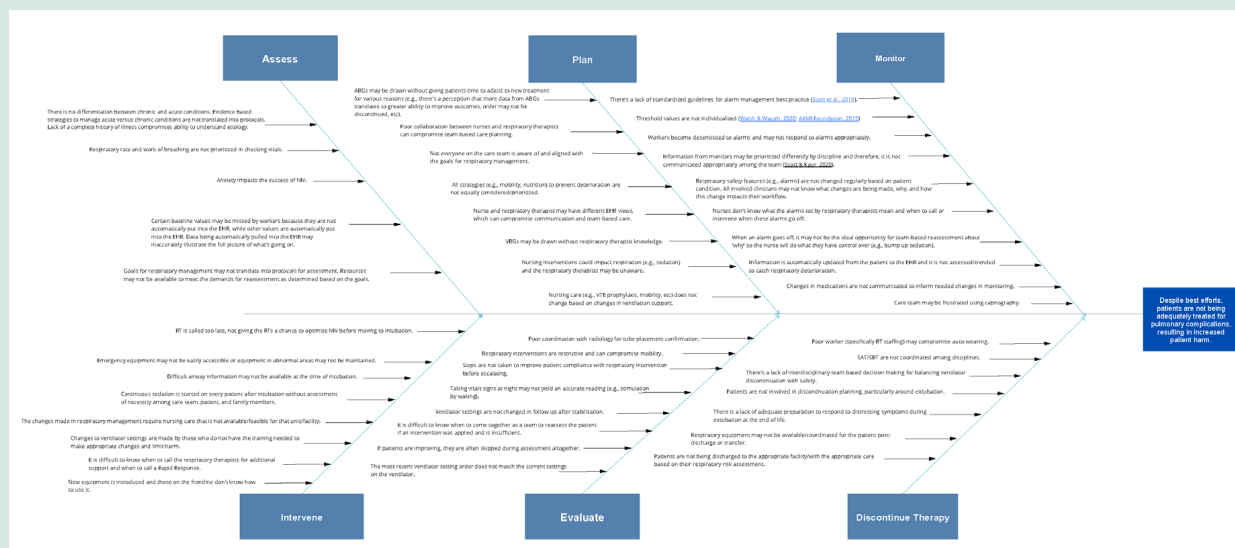 Assess
There is no differentiation between chronic and acute conditions. Evidence based
strategies to manage acute versus chronic conditions are not translated into protocols.
Lack of a complete history of illness compromises ability to understand etiology.
Respiratory rate and work of breathing are not prioritized in checking vitals.
Anxiety impacts the success of NIV.
Certain baseline values may be missed by workers because they are not
automatically put into the EHR, while other values are automatically put
into the EHR. Data being automatically pulled into the EHR may
inaccurately illustrate the full picture of what's going on.
Goals for respiratory management may not translate into protocols for assessment. Resources
may not be available to meet the demands for reassessment as determined based on the goals.
Plan
ABGs may be drawn without giving patients time to adjust to new treatment
for various reasons (e.g., there's a perception that more data from ABGs
translates to greater ability to improve outcomes, order may not be
discontinued, etc).
Poor collaboration between nurses and respiratory therapists
can compromise team-based care planning.
Not everyone on the care team is aware of and aligned with
the goals for respiratory management.
All strategies (e.g., mobility, nutrition) to prevent deterioration are
not equally considered/prioritized.
Nurse and respiratory therapist may have different EHR views,
which can compromise communication and team-based care.
VBGs may be drawn without respiratory therapist knowledge.
Nursing interventions could impact respiration (e.g., sedation)
and the respiratory therapists may be unaware.
Nursing care (e.g., VTE prophylaxis, mobility, etc) does not
change based on changes in ventilation support.
Monitor
There's a lack of standardized guidelines for alarm management best practice (Scott et al., 2019).
Threshold values are not individualized (Walsh & Waugh, 2020; AAMI Foundation, 2015).
Workers become desensitized to alarms and may not respond to alarms appropriately.
Information from monitors may be prioritized differently by discipline and therefore, it is not
communicated appropriately among the team (Scott & Kaur, 2020).
Respiratory safety features (e.g., alarms) are not changed regularly based on patient
condition. All involved clinicians may not know what changes are being made, why, and how
this change impacts their workflow.
Nurses don't know what the alarms set by respiratory therapists mean and when to call or
intervene when these alarms go off.
When an alarm goes off, it may not be the ideal opportunity for team-based reassessment about
'why' so the nurse will do what they have control over (e.g., bump up sedation).
Information is automatically updated from the patient to the EHR and it is not assessed/trended
to catch respiratory deterioration.
Changes in medications are not communicated to inform needed changes in monitoring.
Care team may be frustrated using capnography.
Despite best efforts,
patients are not being
adequately treated for
pulmonary complications,
resulting in increased
patient harm.
RT is called too late, not giving the RTs a chance to optimize NIV before moving to intubation.
Emergency equipment may not be easily accessible or equipment in abnormal areas may not be maintained.
Difficult airway information may not be available at the time of intubation.
Continuous sedation is started on every patient after intubation without assessment
of necessity among care team, patient, and family members.
The changes made in respiratory management require nursing care that is not available/feasible for that unit/facility.
Changes to ventilator settings are made by those who do not have the training needed to
make appropriate changes and limit harm.
It is difficult to know when to call the respiratory therapists for additional
support and when to call a Rapid Response.
New equipment is introduced and those on the frontline don't know how
to use it.
Intervene
Poor coordination with radiology for tube placement confirmation.
Respiratory interventions are restrictive and can compromise mobility.
Steps are not taken to improve patient compliance with respiratory intervention
before escalating.
Taking vitals signs at night may not yield an accurate reading (e.g., stimulation
by waking).
Ventilator settings are not changed in follow up after stabilization.
It is difficult to know when to come together as a team to reassess the patient
if an intervention was applied and is insufficient.
If patients are improving, they are often skipped during assessment altogether.
The most recent ventilator setting order does not match the current settings
on the ventilator.
Evaluate
Poor worker (specifically RT staffing) may compromise auto-weaning.
SAT/SBT are not coordinated among disciplines.
There's a lack of interdisciplinary team-based decision making for balancing ventilator
discontinuation with safety.
Patients are not involved in discontinuation planning, particularly around extubation.
There is a lack of adequate preparation to respond to distressing symptoms during
extubation at the end of life.
Respiratory equipment may not be available/coordinated for the patient post-
discharge or transfer.
Patients are not being discharged to the appropriate facility/with the appropriate care
based on their respiratory risk assessment.
Discontinue Therapy